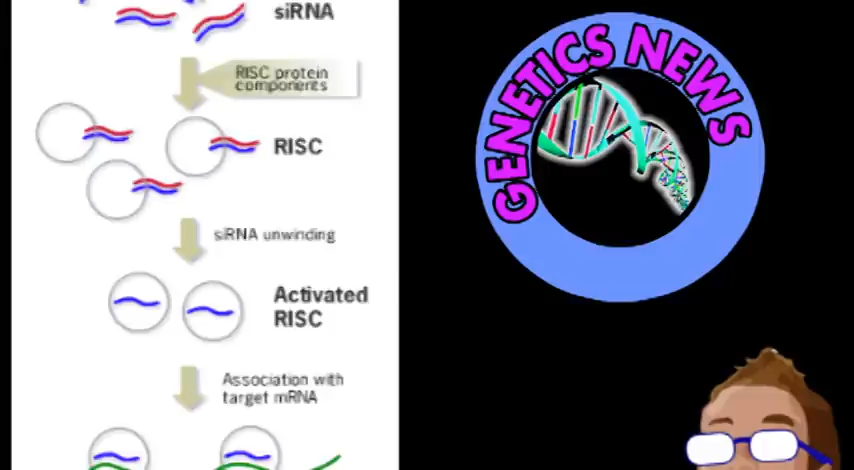 siRNA
RISC protein
components
RISC
siRNA unwinding
Activated
RISC
Association with
target mRNA
GENETICS NEWS